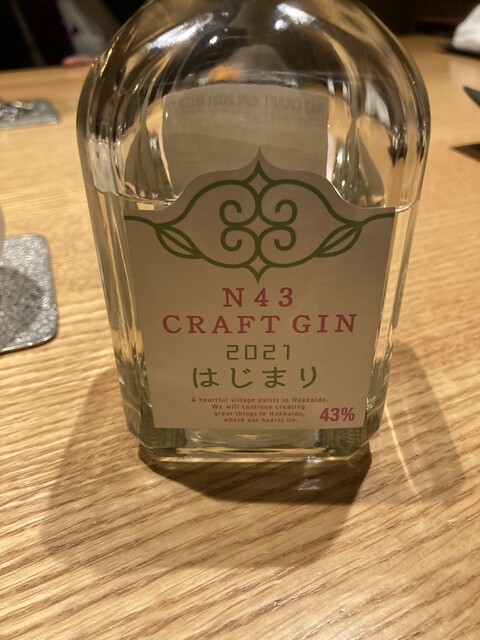 N43
CRAFT GIN
2021
はじまり
A heartful village exists in Hokkaido.
We will continue creating
great things in Hokkaido,
where our hearts lie.
43%